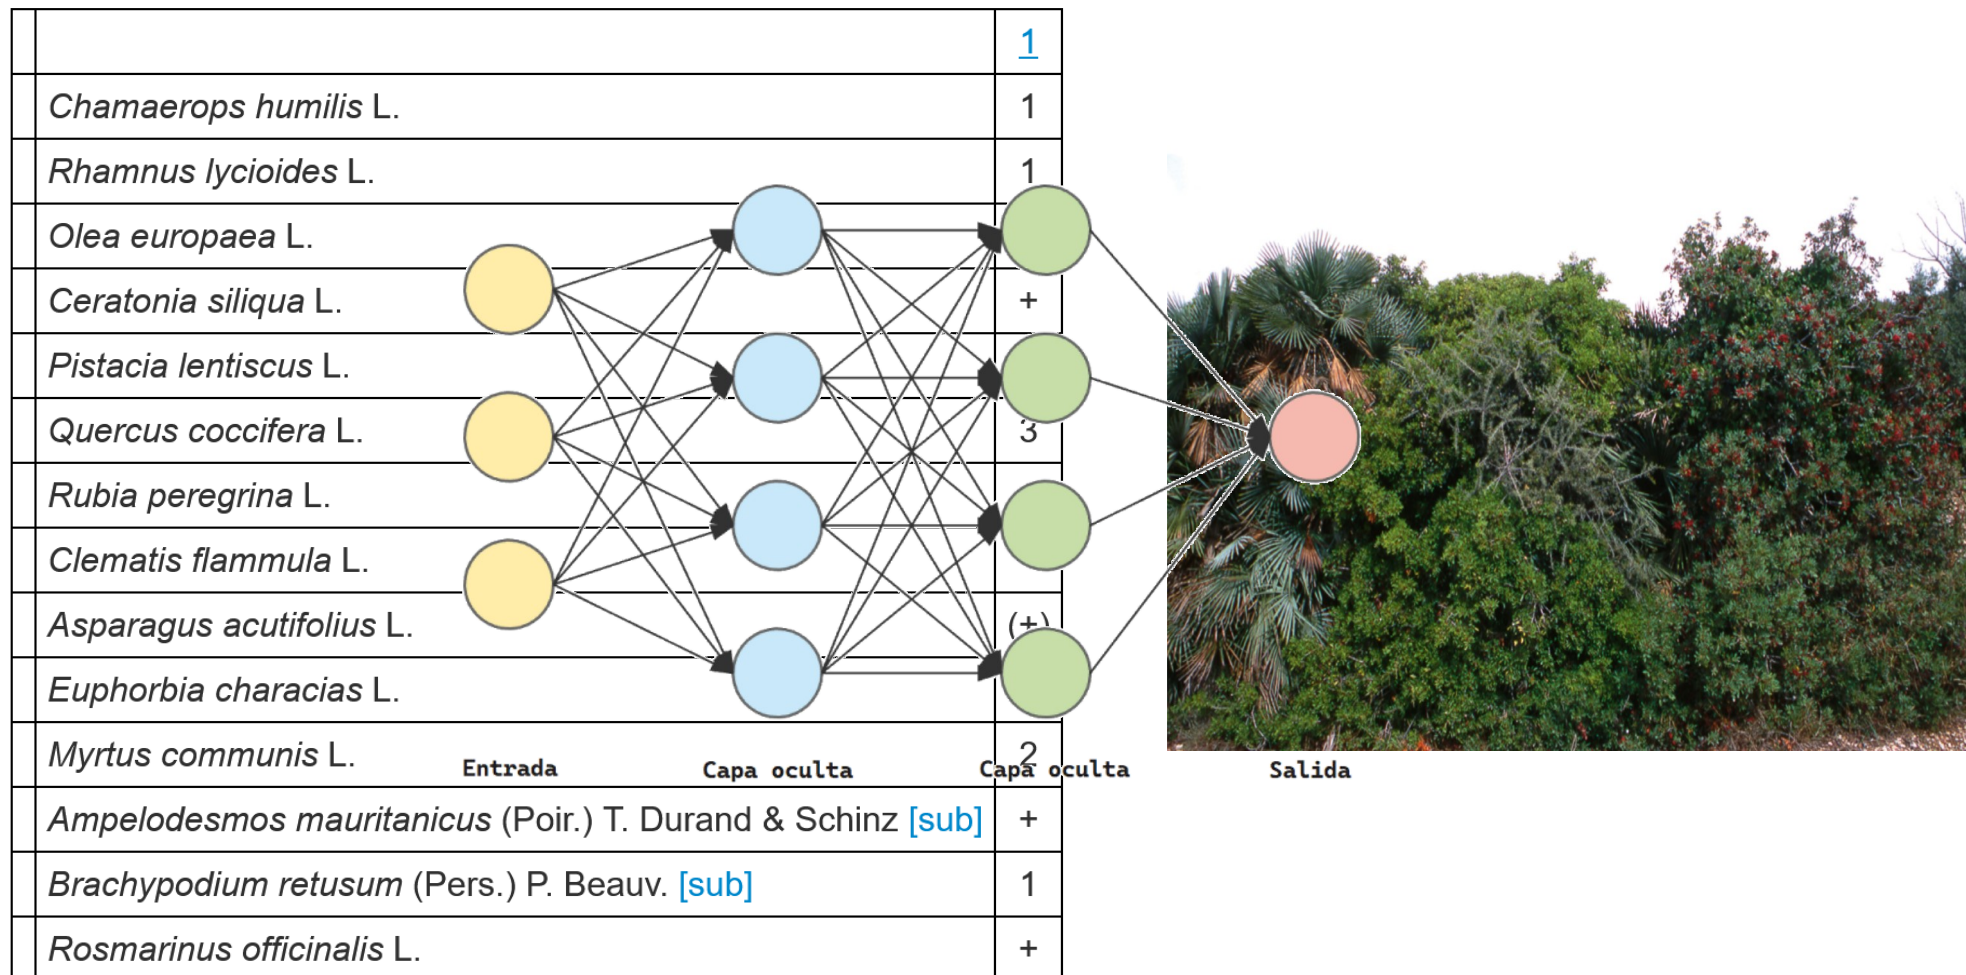 1
Chamaerops humilis L. 1
Rhamnus lycioides L. 1
Olea europaea L.
Ceratonia siliqua L. +
Pistacia lentiscus L.
Quercus coccifera L. 3
Rubia peregrina L.
Clematis flammula L.
Asparagus acutifolius L. (+)
Euphorbia characias L.
Myrtus communis L. 2
Entrada Capa oculta Capa oculta Salida
Ampelodesmos mauritanicus (Poir.) T. Durand & Schinz [sub] +
Brachypodium retusum (Pers.) P. Beauv. [sub] 1
Rosmarinus officinalis L. +